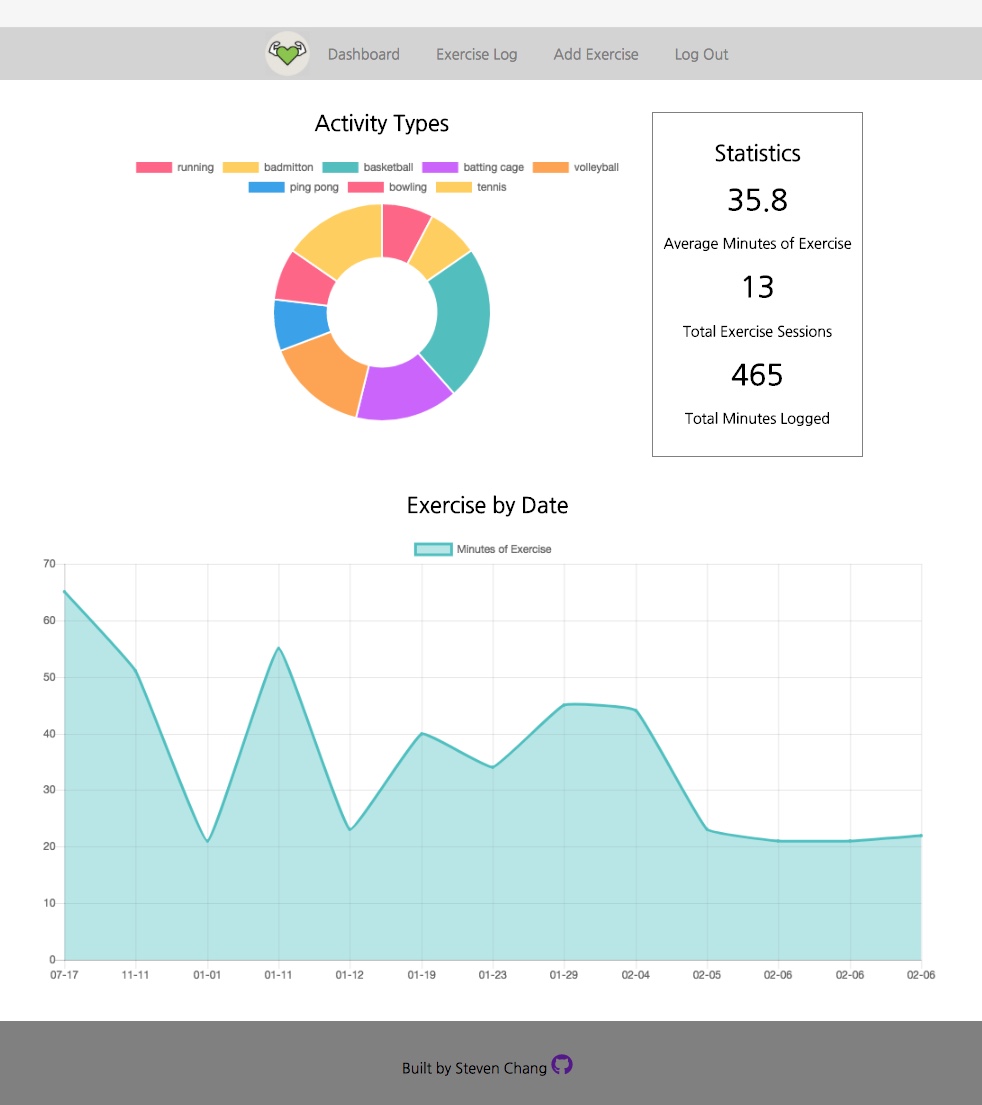 Dashboard Exercise Log Add Exercise Log Out
Activity Types
running badmitton basketball batting cage volleyball
ping pong bowling tennis
Statistics
35.8
Average Minutes of Exercise
13
Total Exercise Sessions
465
Total Minutes Logged
Exercise by Date
Minutes of Exercise
70
60
50
40
30
20
10
0
07-17 11-11 01-01 01-11 01-12 01-19 01-23 01-29 02-04 02-05 02-06 02-06 02-06
Built by Steven Chang